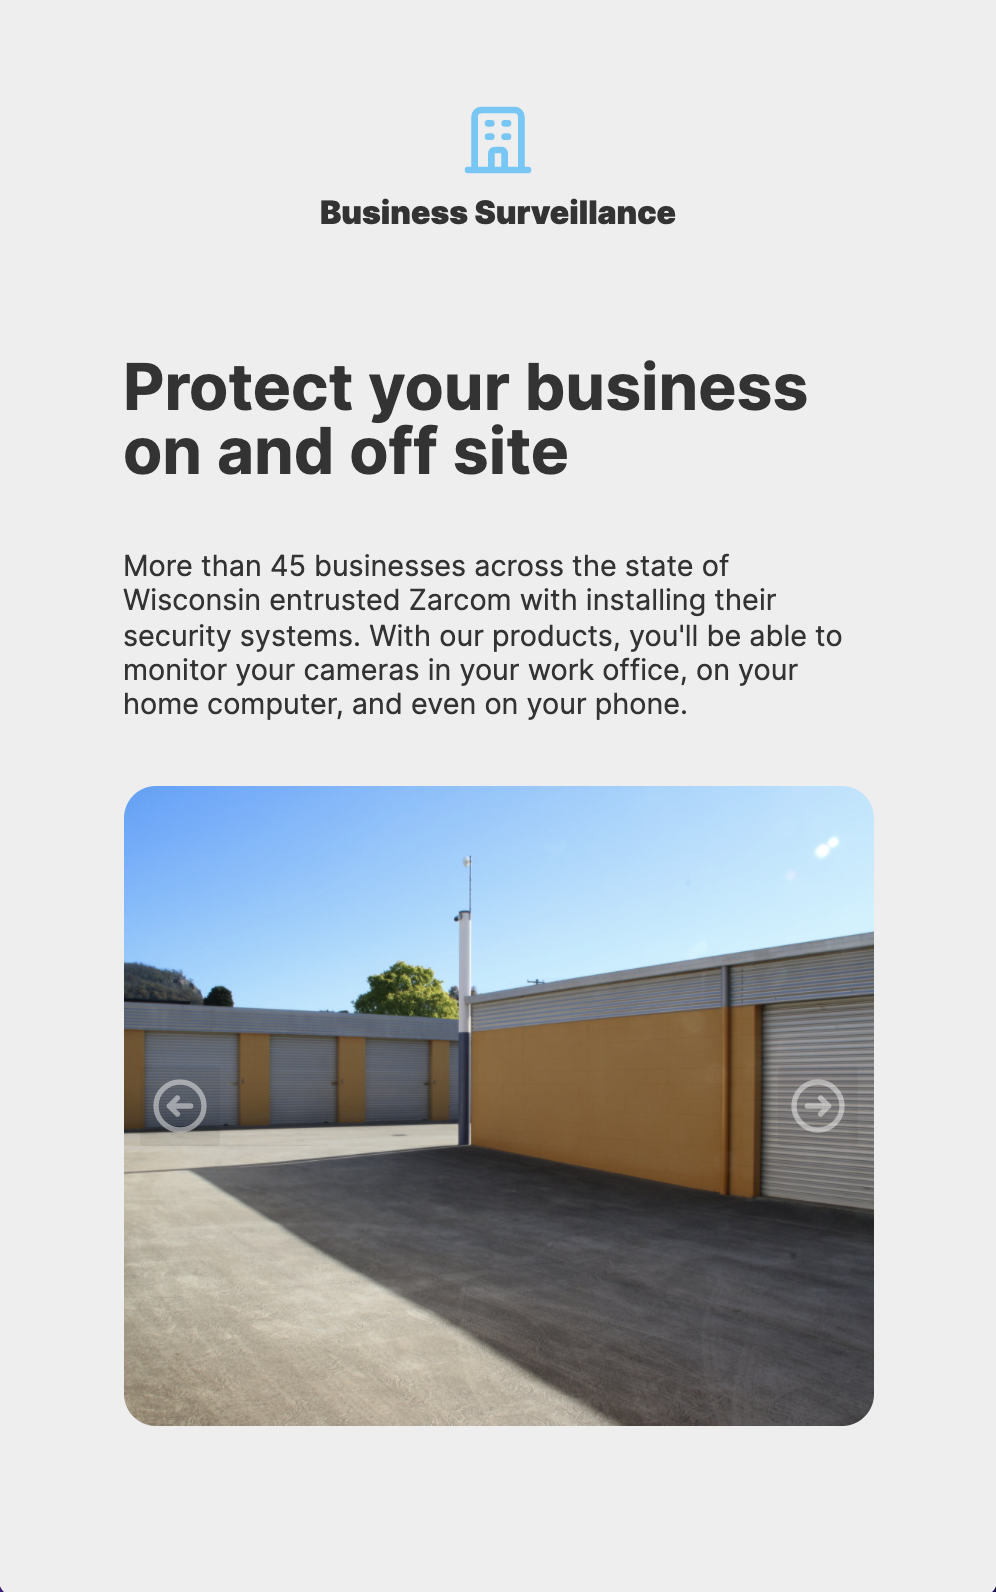 Business Surveillance
Protect your business
on and off site
More than 45 businesses across the state of
Wisconsin entrusted Zarcom with installing their
security systems. With our products, you'll be able to
monitor your cameras in your work office, on your
home computer, and even on your phone.